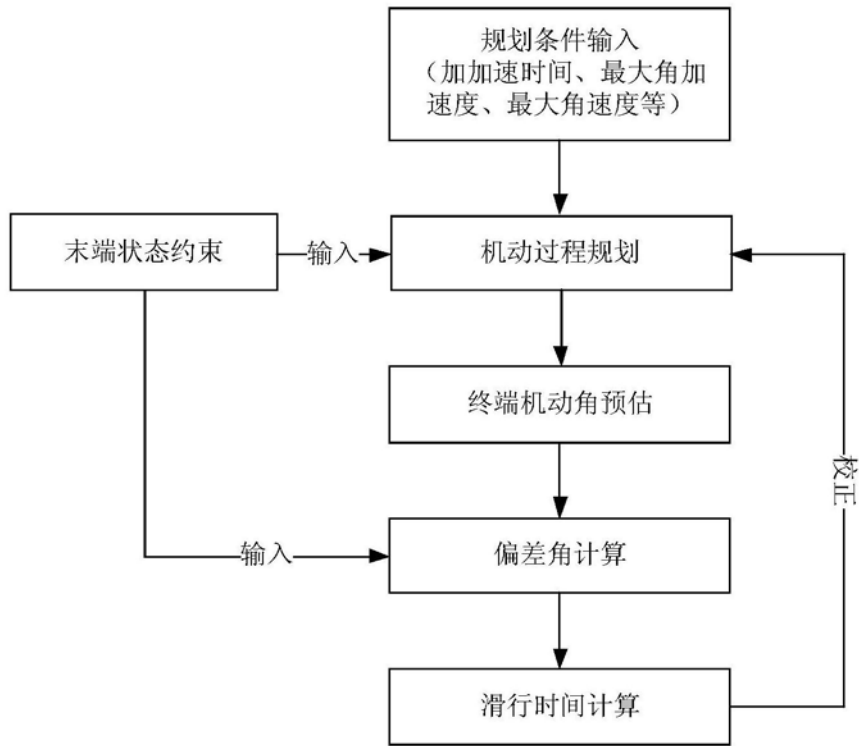 规划条件输入
(加加速时间、最大角加
速度、最大角速度等)
末端状态约束
输入
机动过程规划
终端机动角预估
校正
输入
偏差角计算
滑行时间计算